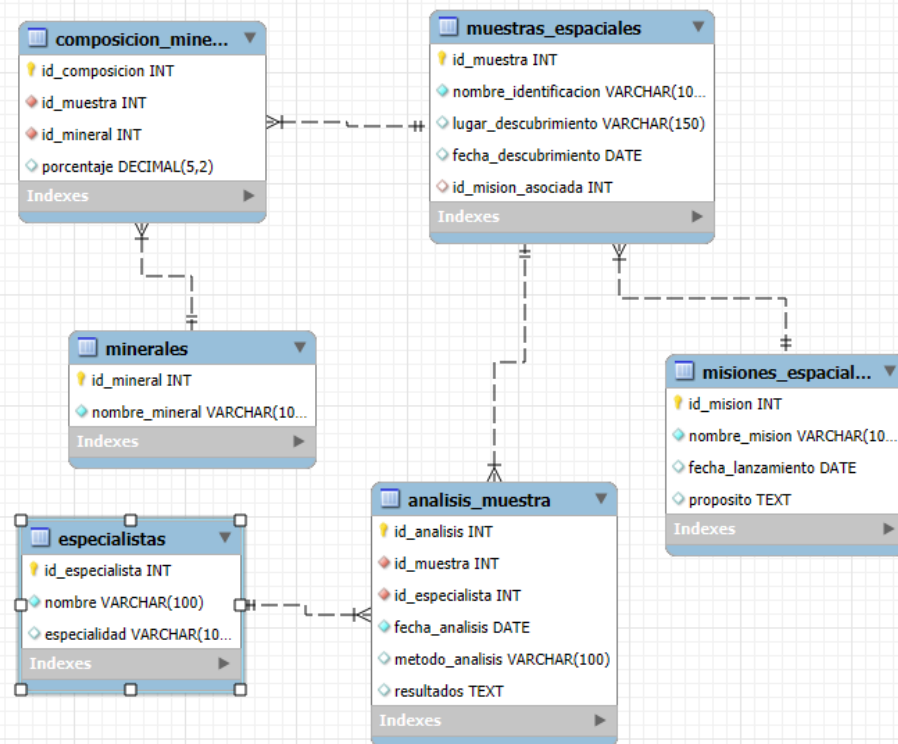 composicion_mine...
id_composicion INT
id_muestra INT
id_mineral INT
porcentaje DECIMAL(5,2)
Indexes
muestras_espaciales
id_muestra INT
nombre_identificacion VARCHAR(10...
lugar_descubrimiento VARCHAR(150)
fecha_descubrimiento DATE
id_mision_asociada INT
Indexes
minerales
id_mineral INT
nombre_mineral VARCHAR(10...
Indexes
misiones_espacial...
id_mision INT
nombre_mision VARCHAR(10...
fecha_lanzamiento DATE
proposito TEXT
Indexes
especialistas
id_especialista INT
nombre VARCHAR(100)
especialidad VARCHAR(10...
Indexes
analisis_muestra
id_analisis INT
id_muestra INT
id_especialista INT
fecha_analisis DATE
metodo_analisis VARCHAR(100)
resultados TEXT
Indexes